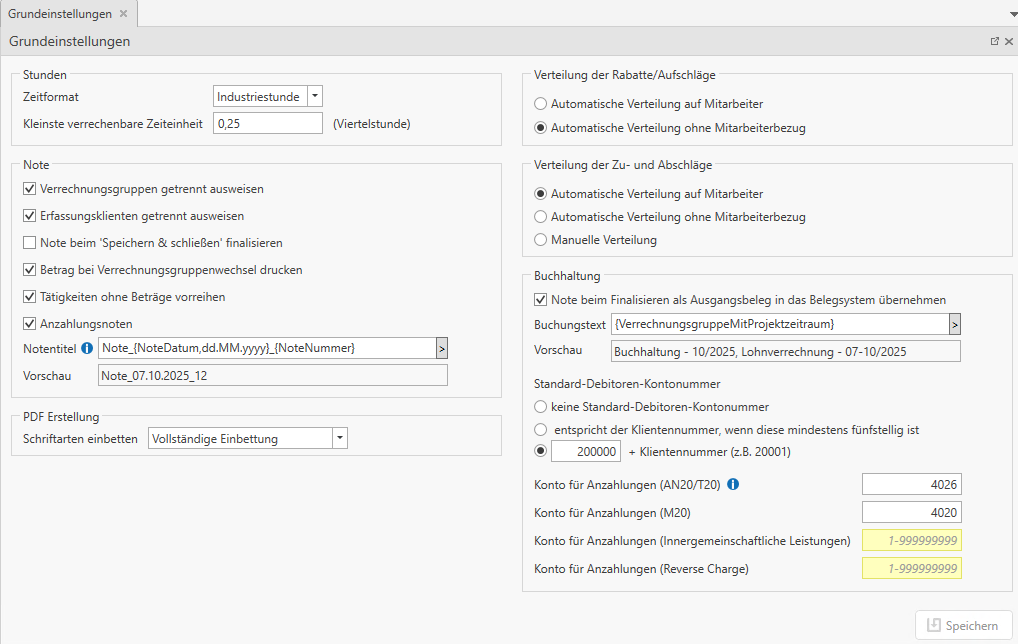 Grundeinstellungen
Grundeinstellungen
Stunden
Zeitformat Industriestunde
Kleinste verrechenbare Zeiteinheit 0,25 (Viertelstunde)
Note
Verrechnungsgruppen getrennt ausweisen
Erfassungsklienten getrennt ausweisen
Note beim 'Speichern & schließen' finalisieren
Betrag bei Verrechnungsgruppenwechsel drucken
Tätigkeiten ohne Beträge vorreihen
Anzahlungsnoten
Notentitel Note_{NoteDatum,dd.MM.yyyy}_{NoteNummer} >
Vorschau Note_07.10.2025_12
PDF Erstellung
Schriftarten einbetten Vollständige Einbettung
Verteilung der Rabatte/Aufschläge
Automatische Verteilung auf Mitarbeiter
Automatische Verteilung ohne Mitarbeiterbezug
Verteilung der Zu- und Abschläge
Automatische Verteilung auf Mitarbeiter
Automatische Verteilung ohne Mitarbeiterbezug
Manuelle Verteilung
Buchhaltung
Note beim Finalisieren als Ausgangsbeleg in das Belegsystem übernehmen
Buchungstext {VerrechnungsgruppeMitProjektzeitraum} >
Vorschau Buchhaltung - 10/2025, Lohnverrechnung - 07-10/2025
Standard-Debitoren-Kontonummer
keine Standard-Debitoren-Kontonummer
entspricht der Klientennummer, wenn diese mindestens fünfstellig ist
200000 + Klientennummer (z.B. 20001)
Konto für Anzahlungen (AN20/T20) 4026
Konto für Anzahlungen (M20) 4020
Konto für Anzahlungen (Innergemeinschaftliche Leistungen) 1-999999999
Konto für Anzahlungen (Reverse Charge) 1-999999999
Speichern